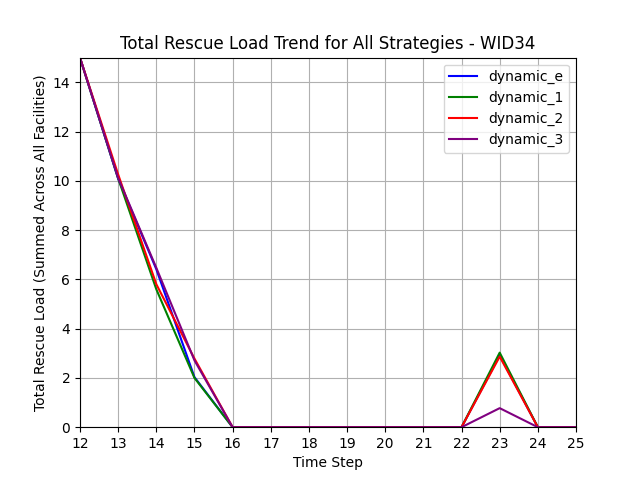 Total Rescue Load Trend for All Strategies - WID34
Total Rescue Load (Summed Across All Facilities)
14
12
10
8
6
4
2
0
dynamic_e
dynamic_1
dynamic_2
dynamic_3
12 13 14 15 16 17 18 19 20 21 22 23 24 25
Time Step